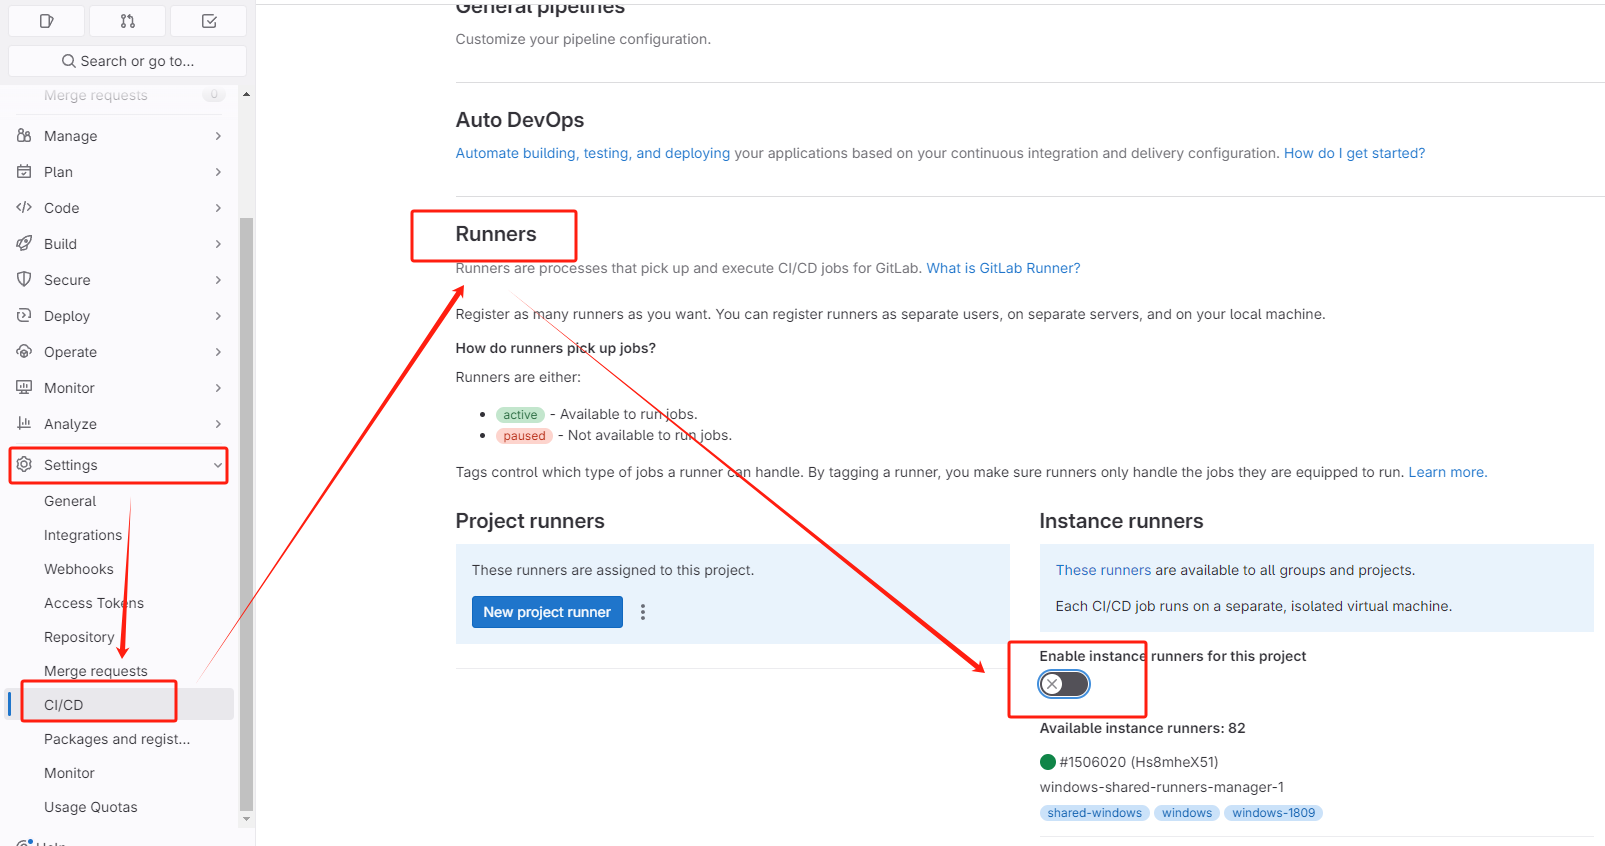 Search or go to...
Merge requests 0
Manage
Plan
Code
Build
Secure
Deploy
Operate
Monitor
Analyze
Settings
General
Integrations
Webhooks
Access Tokens
Repository
Merge requests
CI/CD
Packages and regist...
Monitor
Usage Quotas
Help
General pipelines
Customize your pipeline configuration.
Auto DevOps
Automate building, testing, and deploying your applications based on your continuous integration and delivery configuration. How do I get started?
Runners
Runners are processes that pick up and execute CI/CD jobs for GitLab. What is GitLab Runner?
Register as many runners as you want. You can register runners as separate users, on separate servers, and on your local machine.
How do runners pick up jobs?
Runners are either:
active - Available to run jobs.
paused - Not available to run jobs.
Tags control which type of jobs a runner can handle. By tagging a runner, you make sure runners only handle the jobs they are equipped to run. Learn more.
Project runners
These runners are assigned to this project.
New project runner
Instance runners
These runners are available to all groups and projects.
Each CI/CD job runs on a separate, isolated virtual machine.
Enable instance runners for this project
Available instance runners: 82
#1506020 (Hs8mheX51)
windows-shared-runners-manager-1
shared-windows windows windows-1809